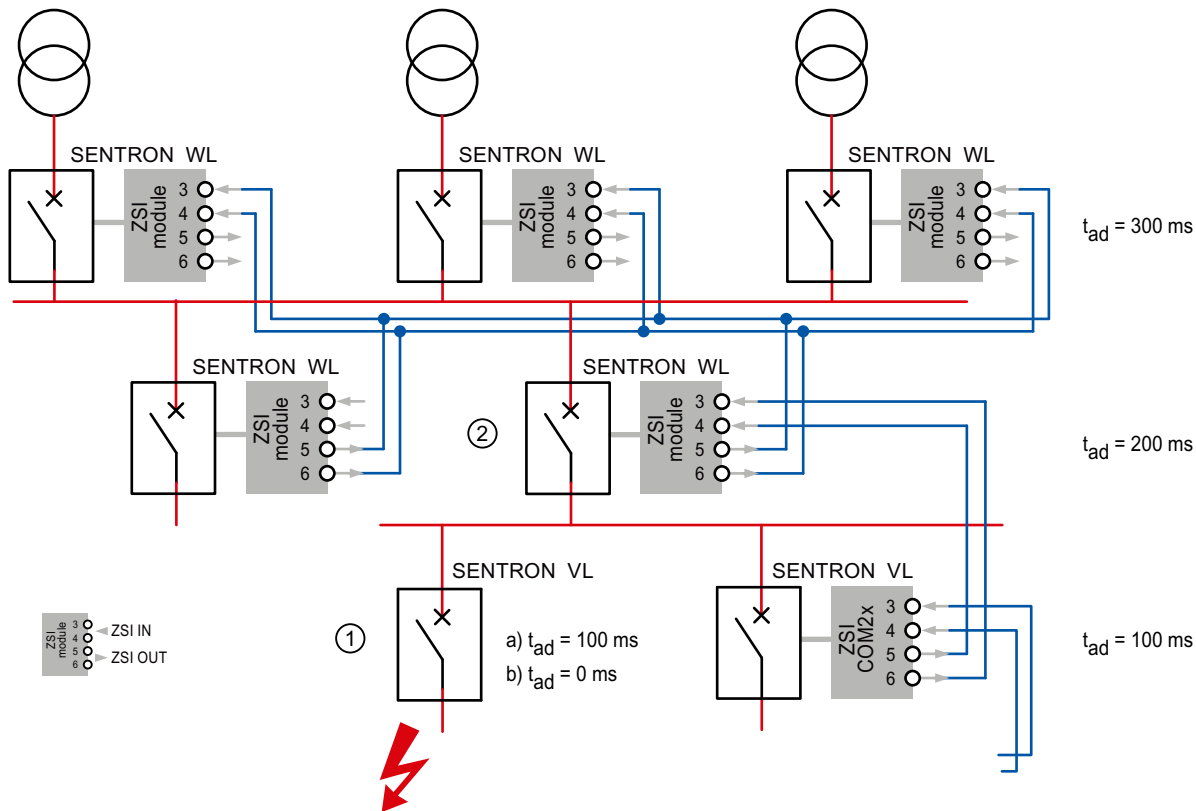 SENTRON WL
SENTRON WL
SENTRON WL
ZSI module
3
4
5
6
ZSI module
3
4
5
6
ZSI module
3
4
5
6
tad = 300 ms
SENTRON WL
SENTRON WL
ZSI module
3
4
5
6
②
ZSI module
3
4
5
6
tad = 200 ms
SENTRON VL
SENTRON VL
①
a) tad = 100 ms
b) tad = 0 ms
ZSI COM2x
3
4
5
6
tad = 100 ms
ZSI module
3
4
5
6
ZSI IN
ZSI OUT